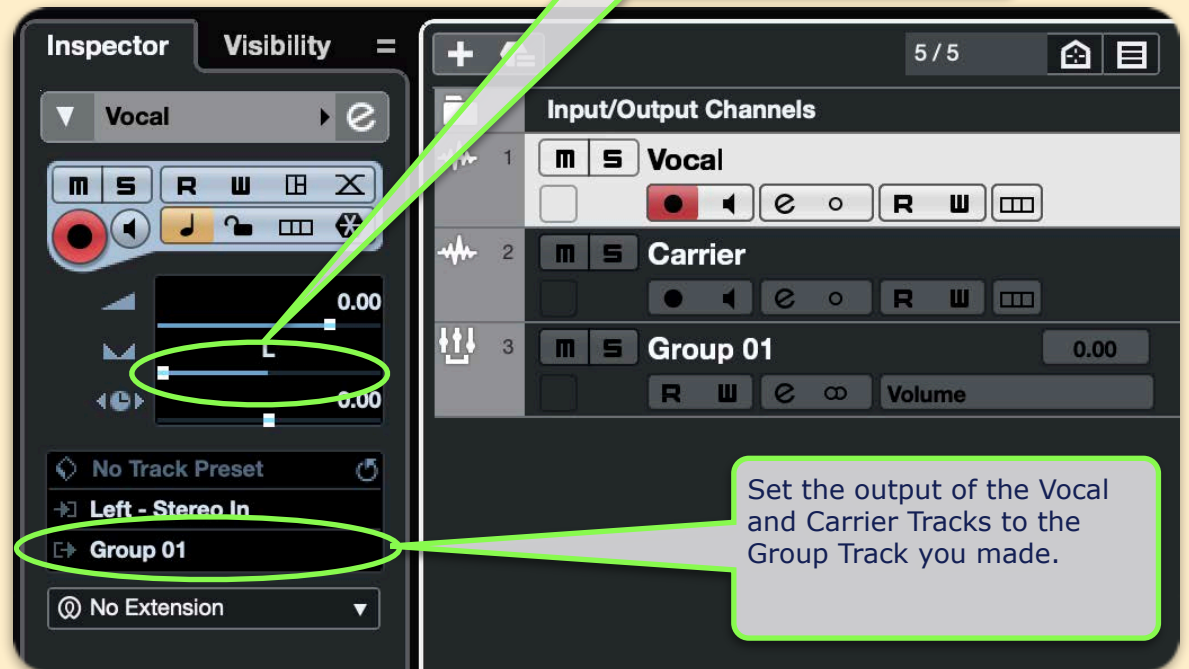 Inspector Visibility
5 / 5
Vocal e
Input/Output Channels
m S R W
1 m S Vocal
e R W
2 m S Carrier
e R W
0.00
L
0.00
3 m S Group 01 0.00
R W e Volume
No Track Preset
Left - Stereo In
Group 01
No Extension
Set the output of the Vocal
and Carrier Tracks to the
Group Track you made.